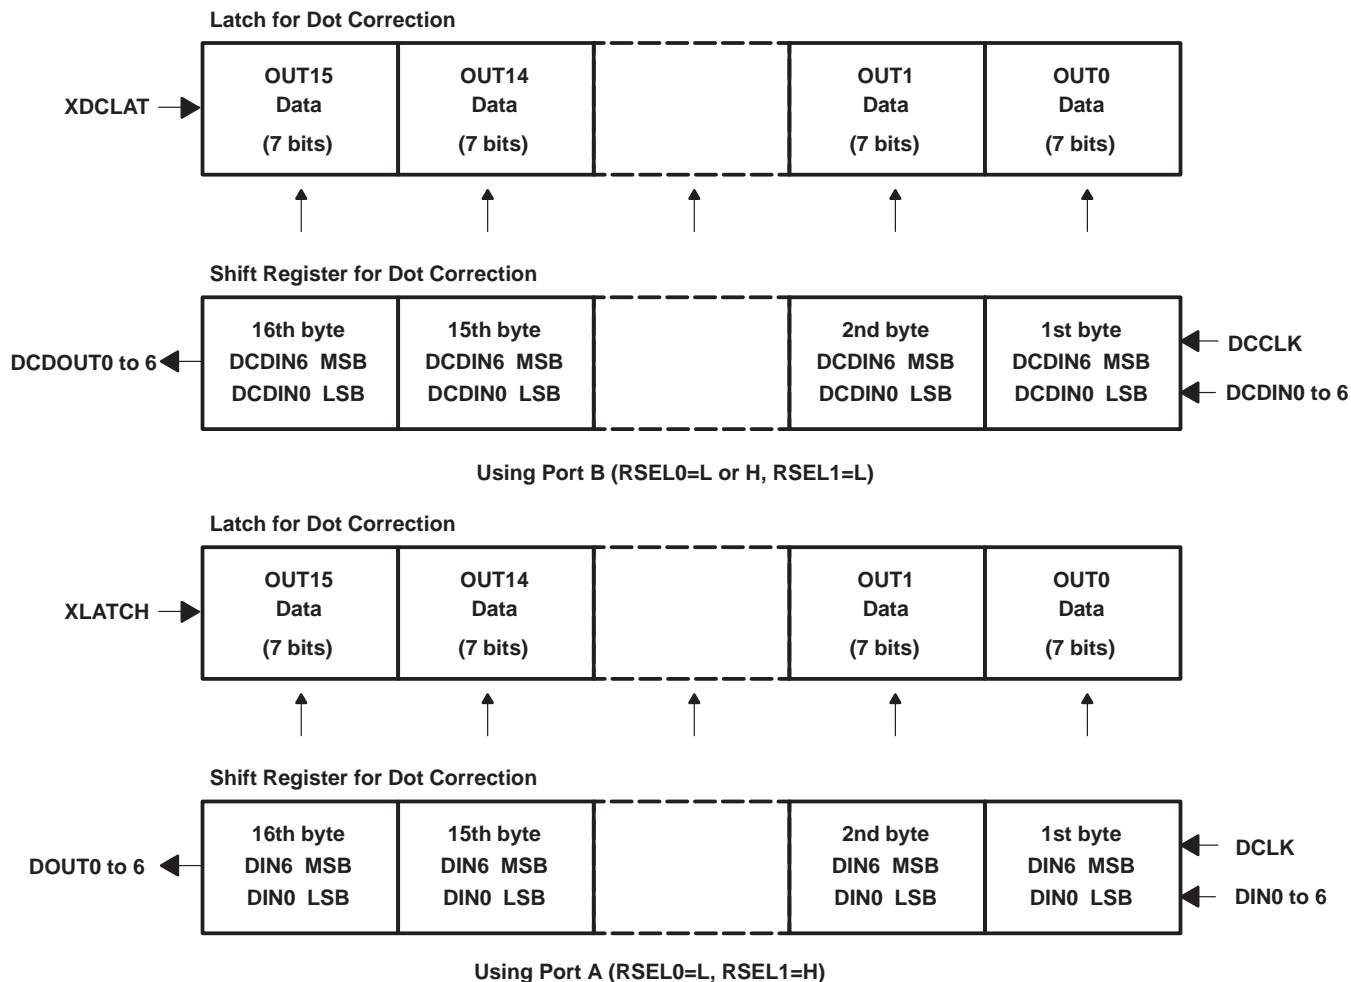 Latch for Dot Correction
XDCLAT
OUT15
Data
(7 bits)
OUT14
Data
(7 bits)
OUT1
Data
(7 bits)
OUT0
Data
(7 bits)
Shift Register for Dot Correction
DCDOUT0 to 6
16th byte
DCDIN6 MSB
DCDIN0 LSB
15th byte
DCDIN6 MSB
DCDIN0 LSB
2nd byte
DCDIN6 MSB
DCDIN0 LSB
1st byte
DCDIN6 MSB
DCDIN0 LSB
DCCLK
DCDIN0 to 6
Using Port B (RSEL0=L or H, RSEL1=L)
Latch for Dot Correction
XLATCH
OUT15
Data
(7 bits)
OUT14
Data
(7 bits)
OUT1
Data
(7 bits)
OUT0
Data
(7 bits)
Shift Register for Dot Correction
DOUT0 to 6
16th byte
DIN6 MSB
DIN0 LSB
15th byte
DIN6 MSB
DIN0 LSB
2nd byte
DIN6 MSB
DIN0 LSB
1st byte
DIN6 MSB
DIN0 LSB
DCLK
DIN0 to 6
Using Port A (RSEL0=L, RSEL1=H)